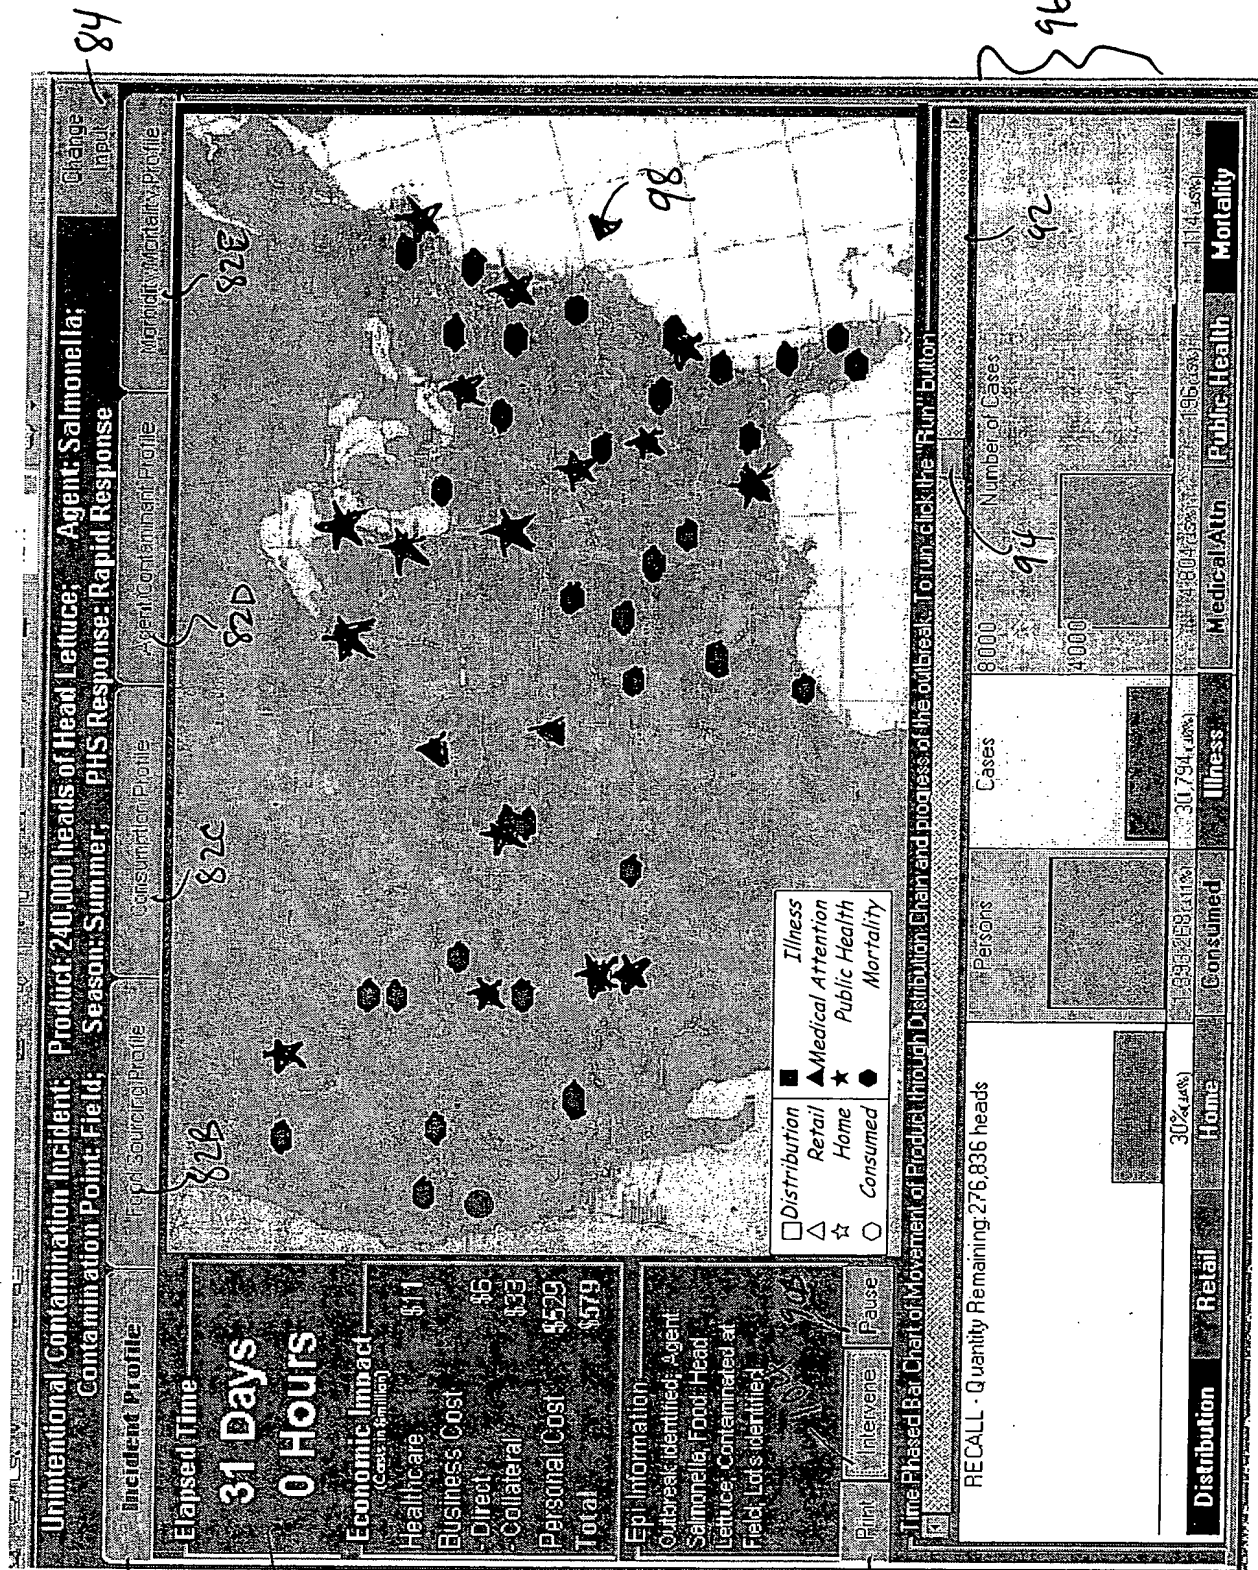 Unintentional Contamination Incident: Product: 240,000 heads of Head Lettuce; Agent: Salmonella;
Contamination Point: Field; Season: Summer; PHS Response: Rapid Response
Change
Input
84
Incident Profile
Food Sourcing Profile
Consumption Profile
Agent/Contaminant Profile
Morbidity/Mortality Profile
82B
82C
82D
82E
Elapsed Time
31 Days
0 Hours
Economic Impact
(Costs in $million)
Healthcare $11
Business Cost
- Direct $6
- Collateral $33
Personal Cost $529
Total $579
Epi Information
Outbreak Identified, Agent
Salmonella, Food: Head
Lettuce, Contaminated at
Field, Lots Identified
Print
Intervene
Pause
98
Distribution
Illness
Retail
Medical Attention
Home
Public Health
Consumed
Mortality
Time Phased Bar Chart of Movement of Product through Distribution Chain and progress of the outbreak (To run, click the "Run" button)
94
92
96
RECALL - Quantity Remaining: 276,836 heads
Persons
Cases
Number of Cases
8000
4000
30%
30,794
Distribution
Retail
Home
Consumed
Illness
Medical Attn
Public Health
Mortality